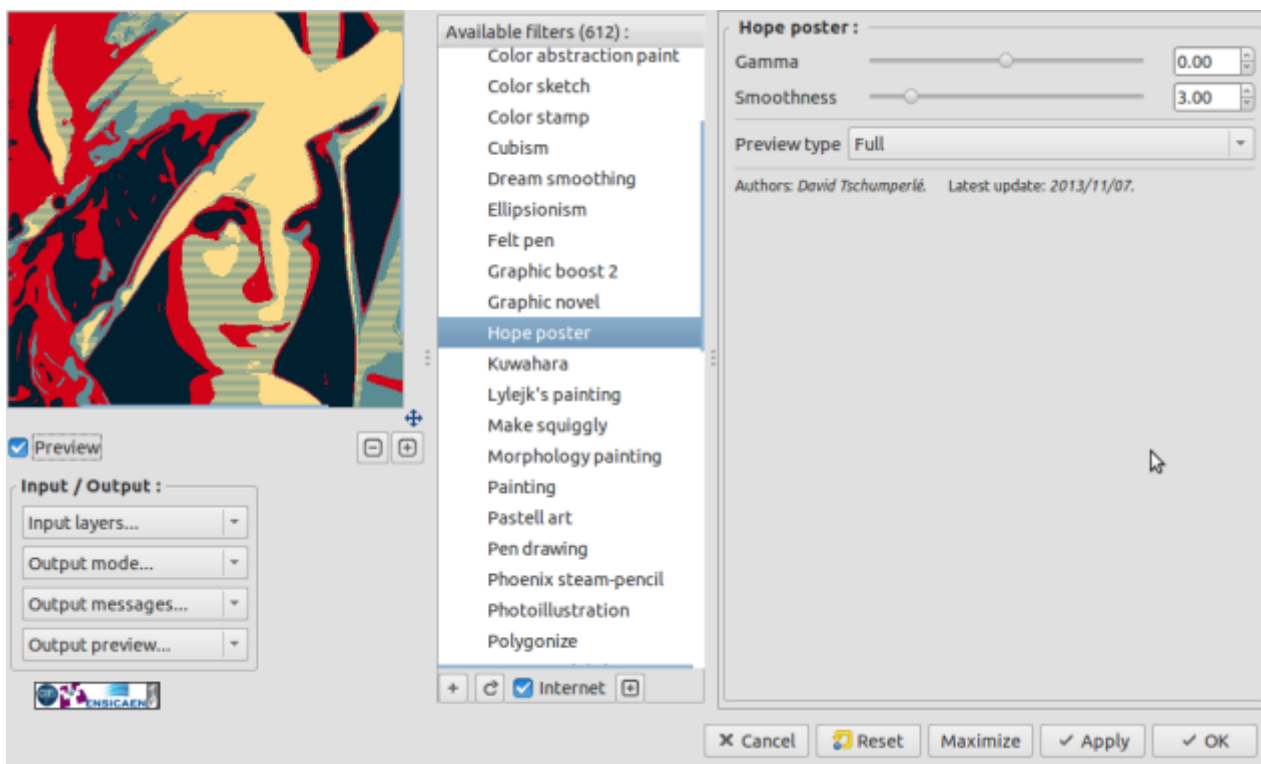 Available filters (612) :
Color abstraction paint
Color sketch
Color stamp
Cubism
Dream smoothing
Ellipsionism
Felt pen
Graphic boost 2
Graphic novel
Hope poster
Kuwahara
Lylejk's painting
Make squiggly
Morphology painting
Painting
Pastell art
Pen drawing
Phoenix steam-pencil
Photoillustration
Polygonize
Internet
Hope poster :
Gamma 0.00
Smoothness 3.00
Preview type Full
Authors: David Tschumperlé. Latest update: 2013/11/07.
Preview
Input / Output :
Input layers...
Output mode...
Output messages...
Output preview...
ENSICAEN
Cancel Reset Maximize Apply OK